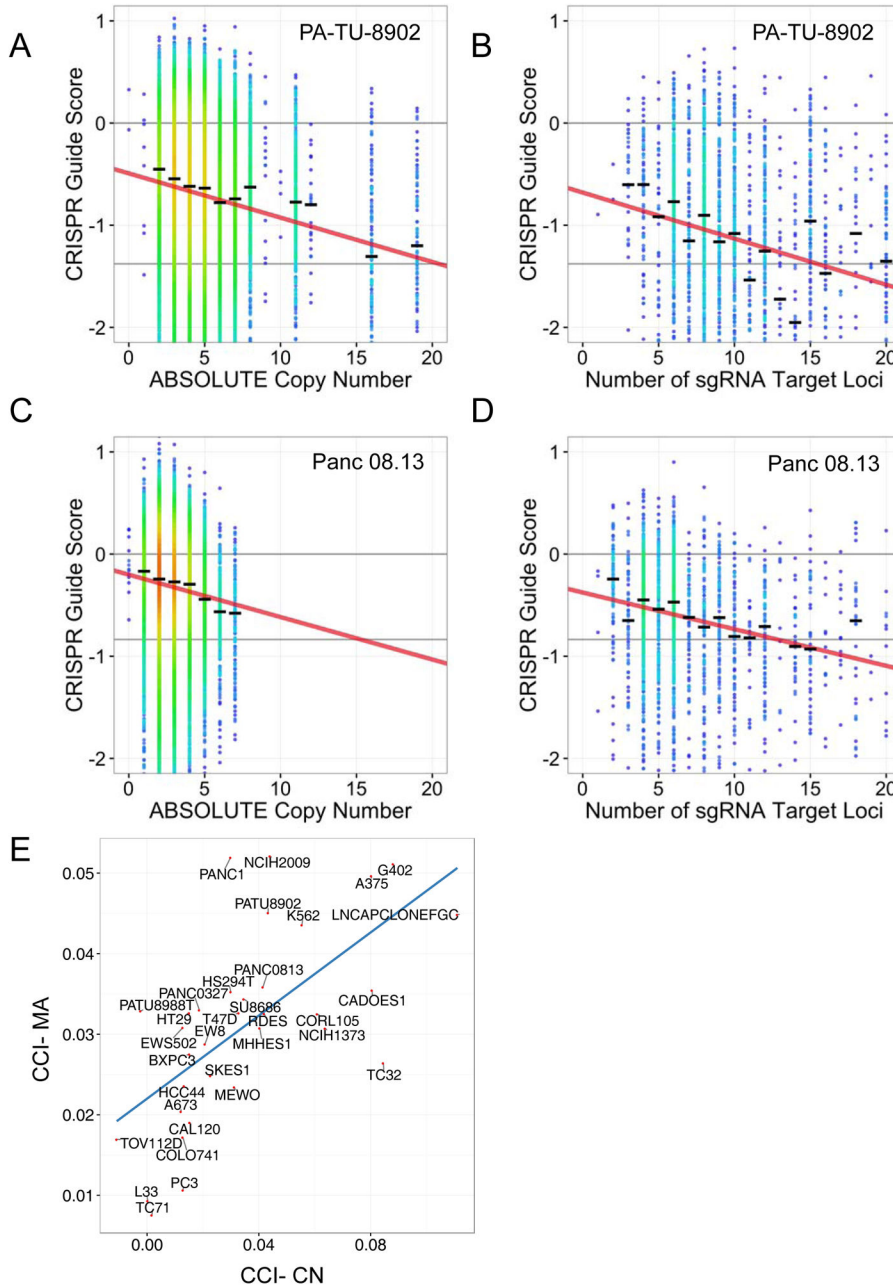 A
PA-TU-8902
CRISPR Guide Score
1
0
-1
-2
0 5 10 15 20
ABSOLUTE Copy Number
B
PA-TU-8902
CRISPR Guide Score
1
0
-1
-2
0 5 10 15 20
Number of sgRNA Target Loci
C
Panc 08.13
CRISPR Guide Score
1
0
-1
-2
0 5 10 15 20
ABSOLUTE Copy Number
D
Panc 08.13
CRISPR Guide Score
1
0
-1
-2
0 5 10 15 20
Number of sgRNA Target Loci
E
CCI- MA
0.05
0.04
0.03
0.02
0.01
NCIH2009
PANC1
G402
A375
PATU8902
K562
LNCAPCLONEFGC
PANC0813
HS294T
PANC0327
CADOES1
PATU8988T
SU8686
HT29
T47D
RDES
CORL105
EW8
NCIH1373
EWS502
MHHES1
BXPC3
SKES1
TC32
HCC44
MEWO
A673
CAL120
TOV112D
COLO741
L33
PC3
TC71
0.00 0.04 0.08
CCI- CN